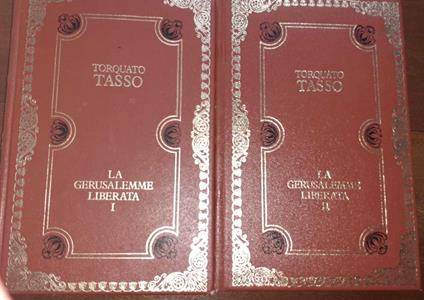 TORQUATO
TASSO
LA
GERUSALEMME
LIBERATA
I
TORQUATO
TASSO
LA
GERUSALEMME
LIBERATA
II